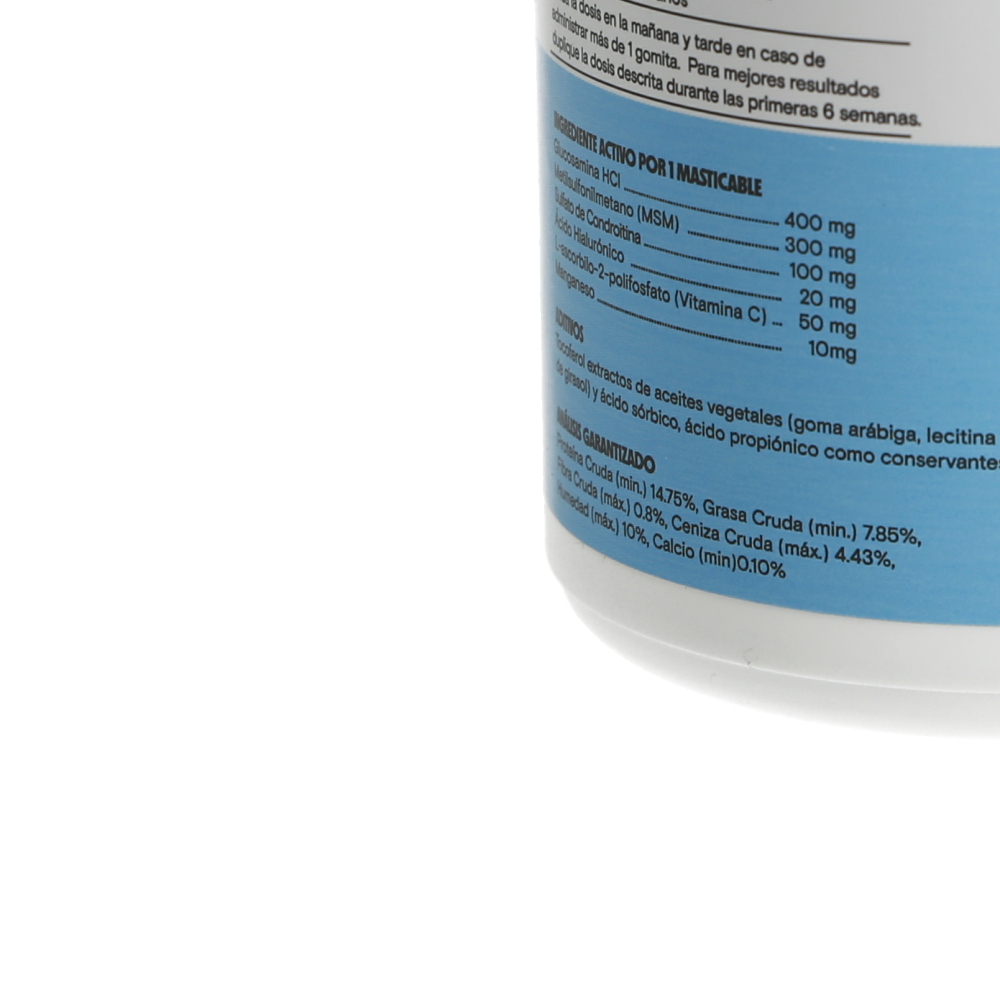 la dosis en la mañana y tarde en caso de
administrar más de 1 gomita. Para mejores resultados
duplique la dosis descrita durante las primeras 6 semanas.
INGREDIENTE ACTIVO POR 1 MASTICABLE
Glucosamina HCl ........ 400 mg
Metilsulfonilmetano (MSM) ........ 300 mg
Sulfato de Condroitina ........ 100 mg
Ácido Hialurónico ........ 20 mg
L-ascorbilo-2-polifosfato (Vitamina C) ... 50 mg
Manganeso ........ 10mg
ADITIVOS
Tocoferol extractos de aceites vegetales (goma arábiga, lecitina
de girasol) y ácido sórbico, ácido propiónico como conservantes
ANÁLISIS GARANTIZADO
Proteína Cruda (min.) 14.75%, Grasa Cruda (min.) 7.85%,
Fibra Cruda (máx.) 0.8%, Ceniza Cruda (máx.) 4.43%,
Humedad (máx.) 10%, Calcio (min)0.10%